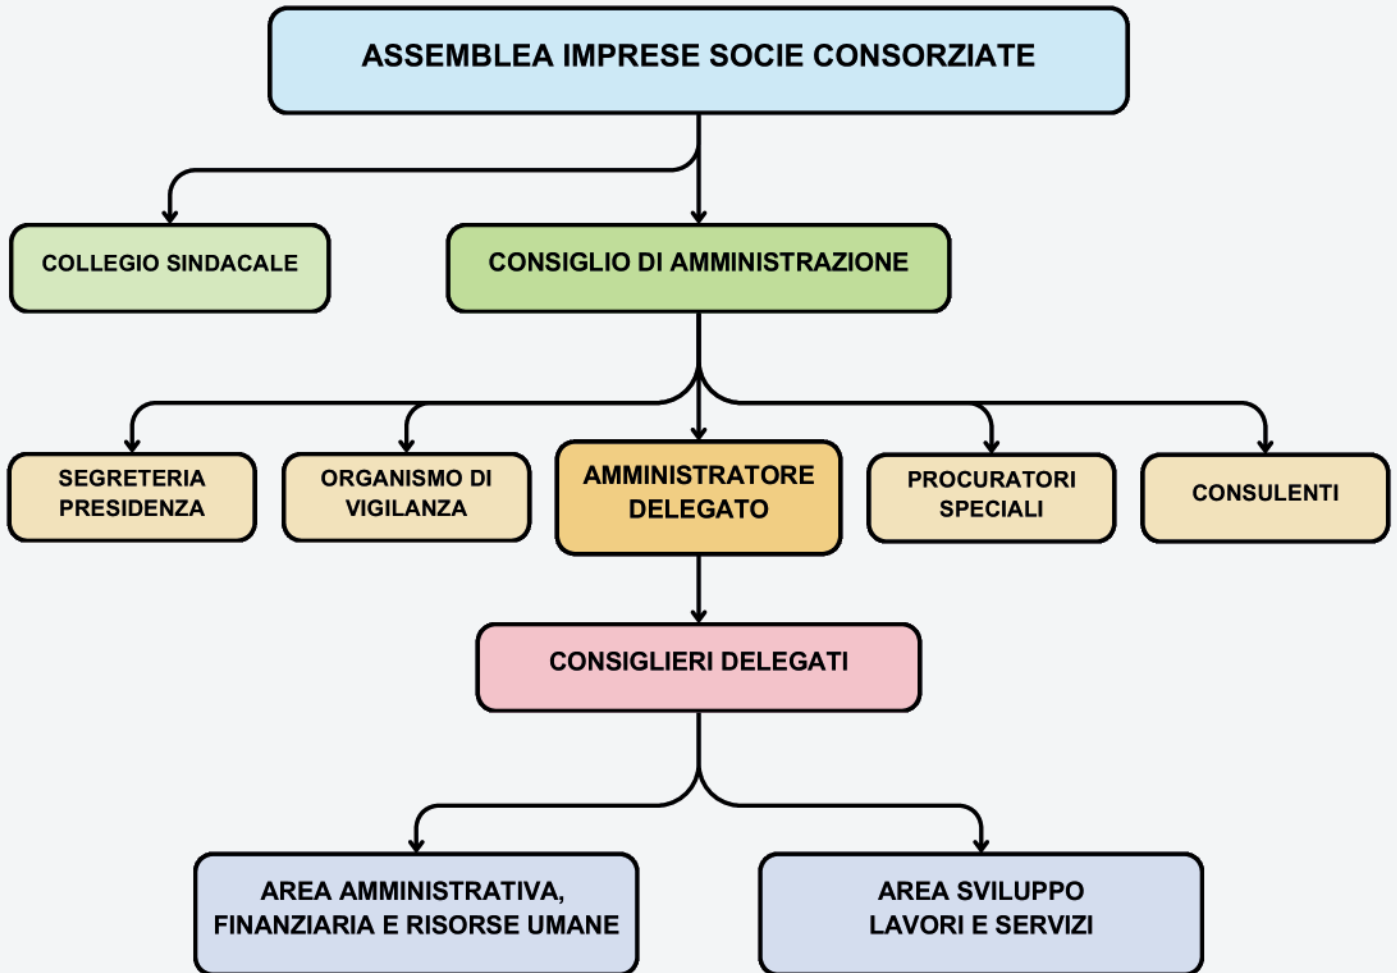 ASSEMBLEA IMPRESE SOCIE CONSORZIATE
COLLEGIO SINDACALE
CONSIGLIO DI AMMINISTRAZIONE
SEGRETERIA
PRESIDENZA
ORGANISMO DI
VIGILANZA
AMMINISTRATORE
DELEGATO
PROCURATORI
SPECIALI
CONSULENTI
CONSIGLIERI DELEGATI
AREA AMMINISTRATIVA,
FINANZIARIA E RISORSE UMANE
AREA SVILUPPO
LAVORI E SERVIZI